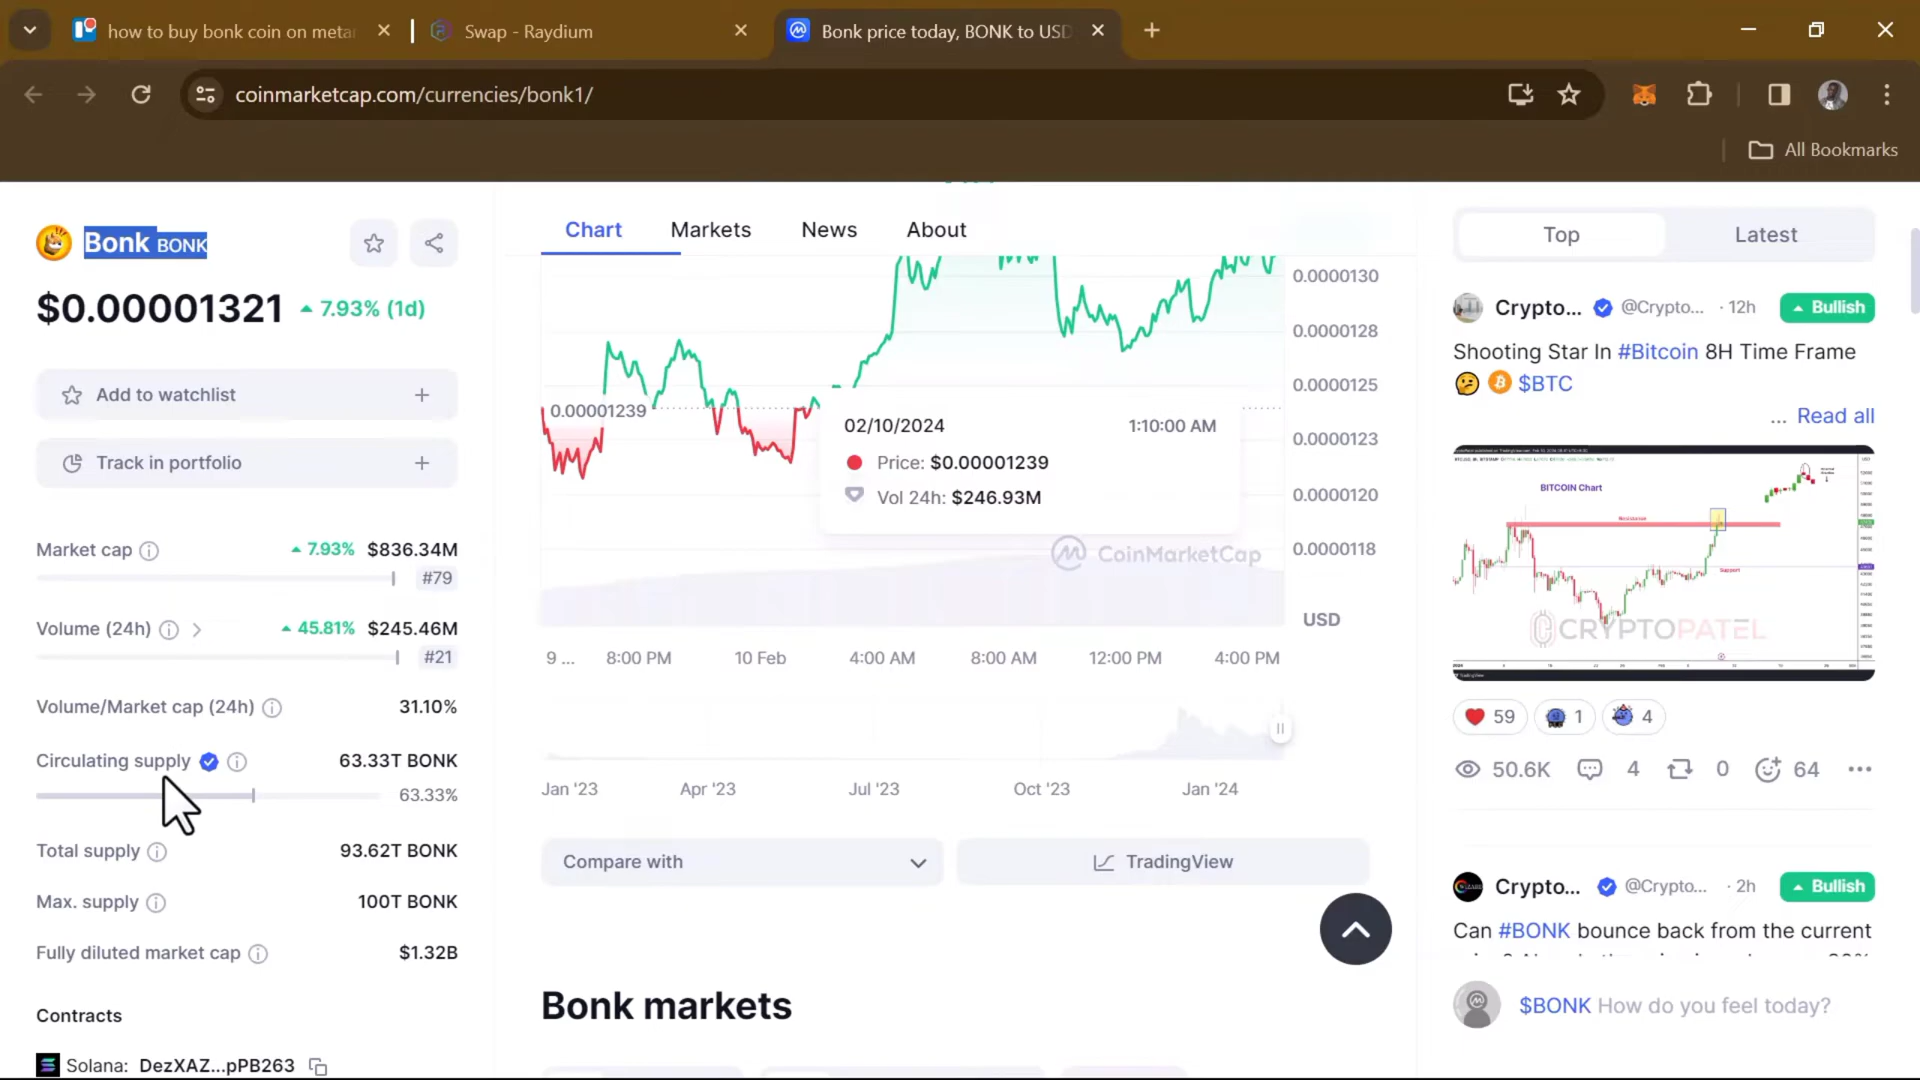 how to buy bonk coin on metar
Swap - Raydium
Bonk price today, BONK to USD
coinmarketcap.com/currencies/bonk1/
All Bookmarks
Bonk BONK
$0.00001321 7.93% (1d)
Add to watchlist
Track in portfolio
Market cap 7.93% $836.34M
#79
Volume (24h) 45.81% $245.46M
#21
Volume/Market cap (24h) 31.10%
Circulating supply 63.33T BONK
63.33%
Total supply 93.62T BONK
Max. supply 100T BONK
Fully diluted market cap $1.32B
Contracts
Solana: DezXAZ...pPB263
Chart Markets News About
0.0000130
0.0000128
0.0000125
0.00001239
0.0000123
0.0000120
0.0000118
02/10/2024 1:10:00 AM
Price: $0.00001239
Vol 24h: $246.93M
CoinMarketCap
USD
9 ... 8:00 PM 10 Feb 4:00 AM 8:00 AM 12:00 PM 4:00 PM
Jan '23 Apr '23 Jul '23 Oct '23 Jan '24
Compare with
TradingView
Bonk markets
Top Latest
Crypto... @Crypto... · 12h Bullish
Shooting Star In #Bitcoin 8H Time Frame
$BTC
... Read all
BITCOIN Chart
Resistance
Support
CRYPTOPATEL
59 1 4
50.6K 4 0 64
Crypto... @Crypto... · 2h Bullish
Can #BONK bounce back from the current
$BONK How do you feel today?